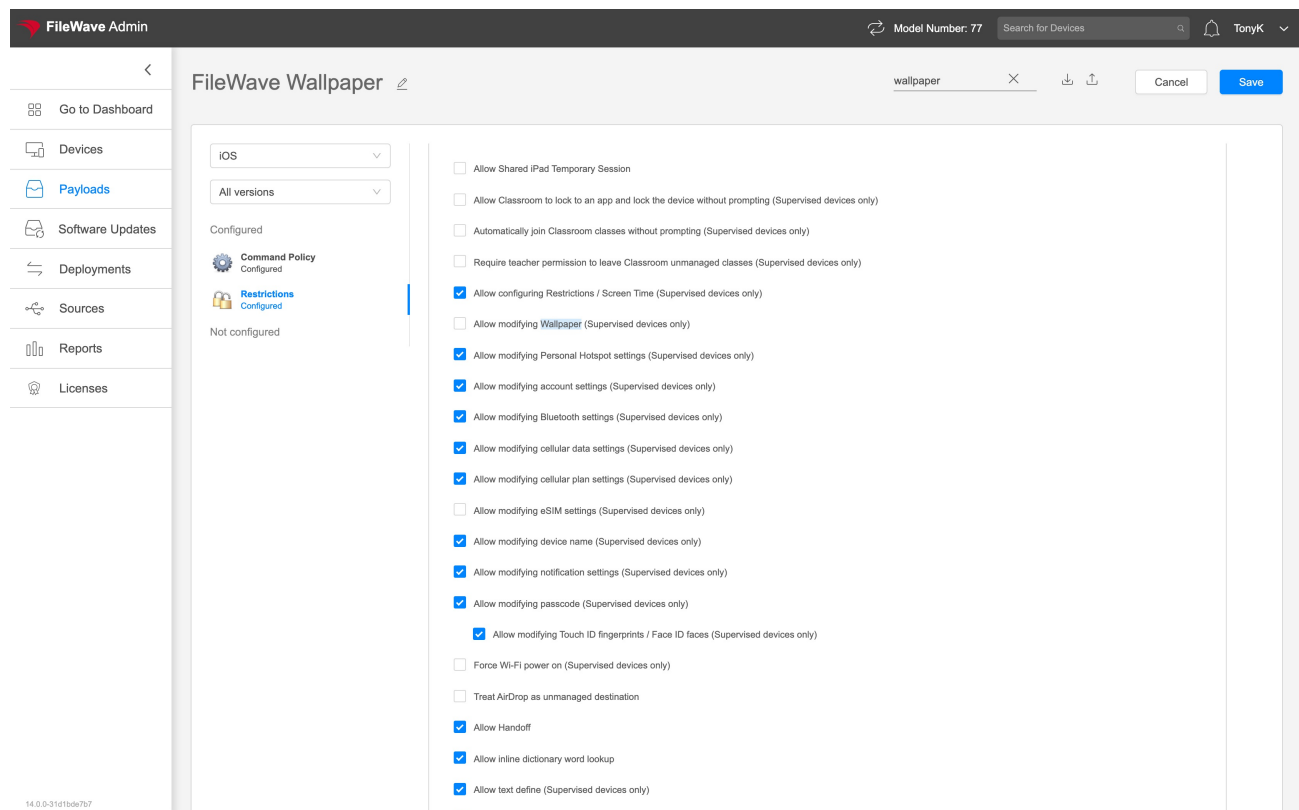 FileWave Admin
Model Number: 77
Search for Devices
TonyK
Go to Dashboard
Devices
Payloads
Software Updates
Deployments
Sources
Reports
Licenses
14.0.0-31d1bde7b7
FileWave Wallpaper
wallpaper
Cancel
Save
iOS
All versions
Configured
Command Policy
Configured
Restrictions
Configured
Not configured
Allow Shared iPad Temporary Session
Allow Classroom to lock to an app and lock the device without prompting (Supervised devices only)
Automatically join Classroom classes without prompting (Supervised devices only)
Require teacher permission to leave Classroom unmanaged classes (Supervised devices only)
Allow configuring Restrictions / Screen Time (Supervised devices only)
Allow modifying Wallpaper (Supervised devices only)
Allow modifying Personal Hotspot settings (Supervised devices only)
Allow modifying account settings (Supervised devices only)
Allow modifying Bluetooth settings (Supervised devices only)
Allow modifying cellular data settings (Supervised devices only)
Allow modifying cellular plan settings (Supervised devices only)
Allow modifying eSIM settings (Supervised devices only)
Allow modifying device name (Supervised devices only)
Allow modifying notification settings (Supervised devices only)
Allow modifying passcode (Supervised devices only)
Allow modifying Touch ID fingerprints / Face ID faces (Supervised devices only)
Force Wi-Fi power on (Supervised devices only)
Treat AirDrop as unmanaged destination
Allow Handoff
Allow inline dictionary word lookup
Allow text define (Supervised devices only)